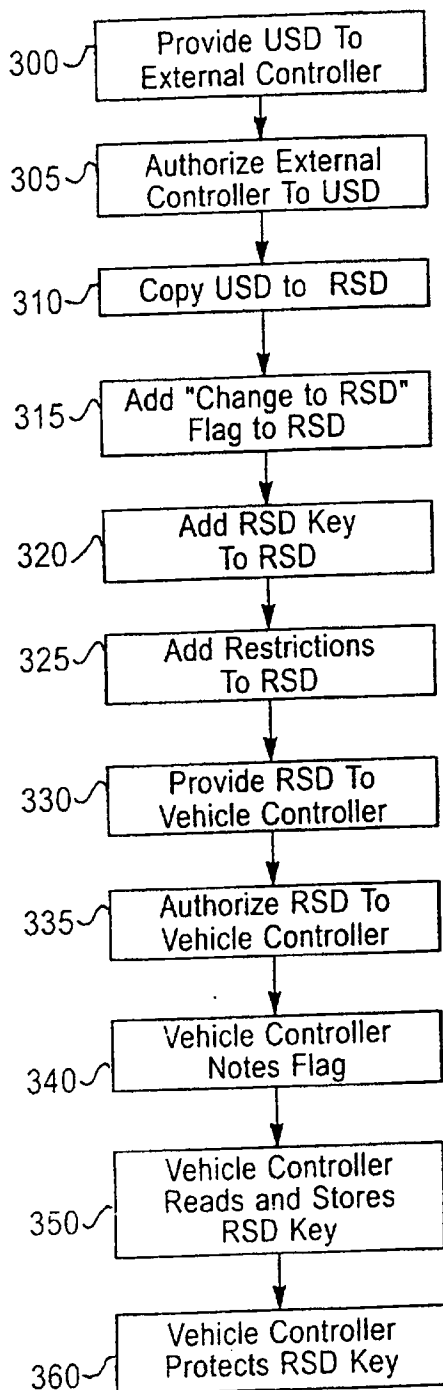 300
Provide USD To
External Controller
305
Authorize External
Controller To USD
310
Copy USD to RSD
315
Add "Change to RSD"
Flag to RSD
320
Add RSD Key
To RSD
325
Add Restrictions
To RSD
330
Provide RSD To
Vehicle Controller
335
Authorize RSD To
Vehicle Controller
340
Vehicle Controller
Notes Flag
350
Vehicle Controller
Reads and Stores
RSD Key
360
Vehicle Controller
Protects RSD Key